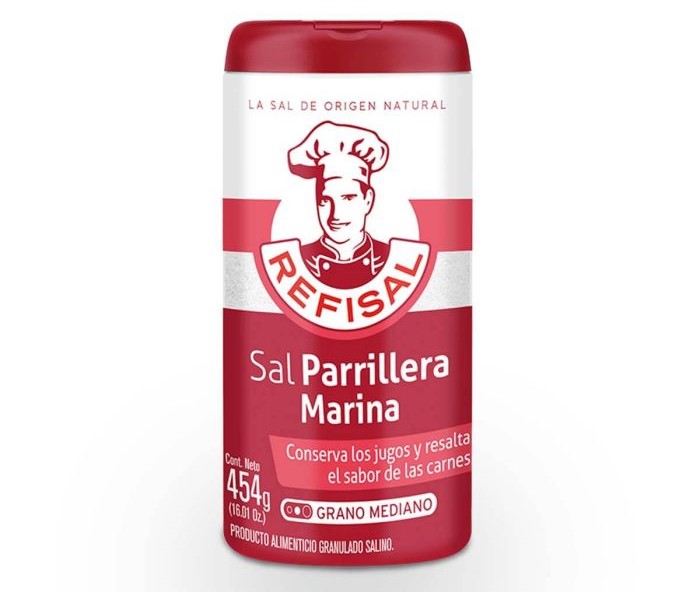 LA SAL DE ORIGEN NATURAL
REFISAL
Sal Parrillera
Marina
Conserva los jugos y resalta
el sabor de las carnes
Cont. Neto
454g
(16.01 Oz.)
GRANO MEDIANO
PRODUCTO ALIMENTICIO GRANULADO SALINO.